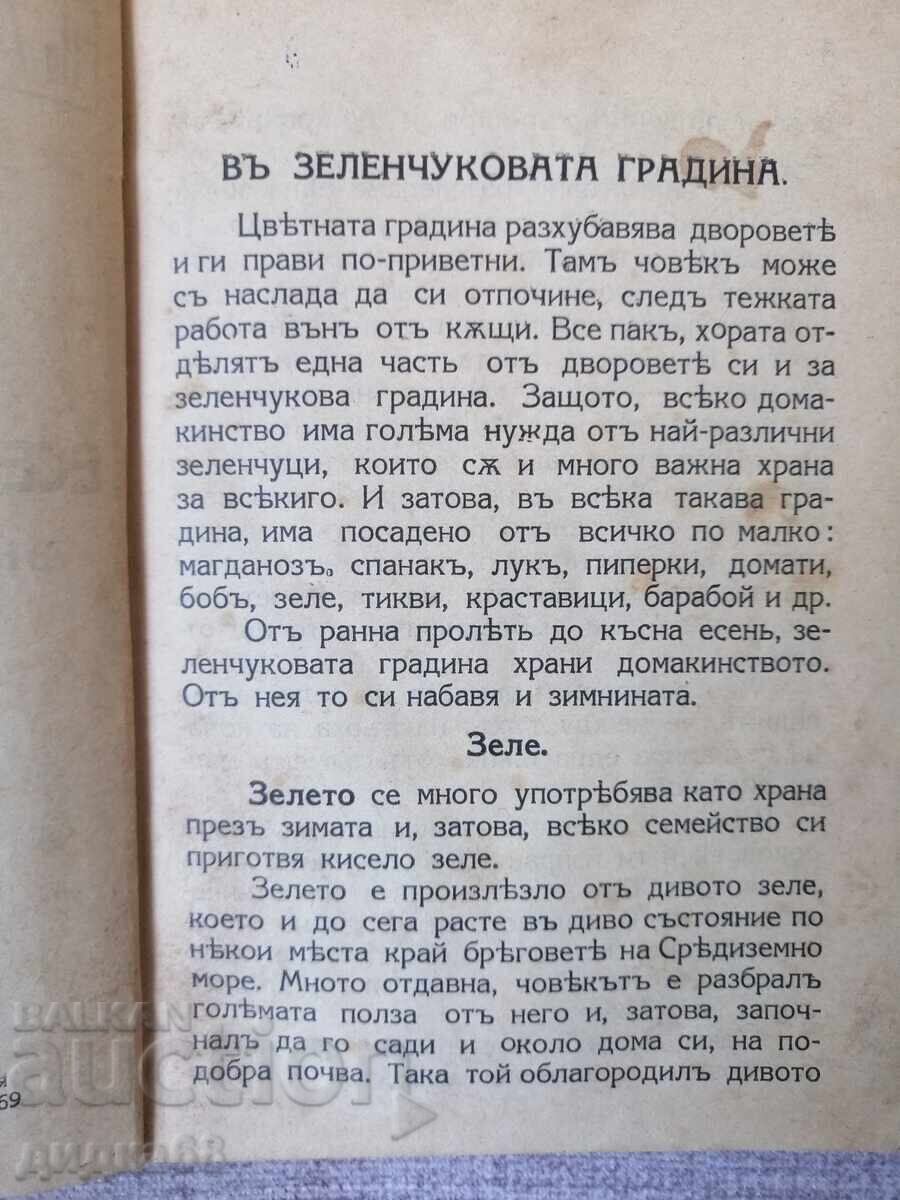 ВЪ ЗЕЛЕНЧУКОВАТА ГРАДИНА.
Цвѣтната градина разхубавява дворoветѣ
и ги прави по-приветни. Тамъ човѣкъ може
съ наслада да си отпочине, следъ тежката
работа вънъ отъ кѫщи. Все пакъ, хората от-
дѣлятъ една часть отъ двороветѣ си и за
зеленчукова градина. Защото, всѣко дома-
кинство има голѣма нужда отъ най-различни
зеленчуци, които сѫ и много важна храна
за всѣкиго. И затова, въ всѣка такава гра-
дина, има посадено отъ всичко по малко:
магданозъ, спанакъ, лукъ, пиперки, домати,
бобъ, зеле, тикви, краставици, барабой и др.
Отъ ранна пролѣть до късна есень, зе-
ленчуковата градина храни домакинството.
Отъ нея то си набавя и зимнината.
Зеле.
Зелето се много употрѣбява като храна
презъ зимата и, затова, всѣко семейство си
приготвя кисело зеле.
Зелето е произлѣзло отъ дивото зеле,
което и до сега расте въ диво състояние по
нѣкои мѣста край брѣговетѣ на Срѣдиземно
море. Мното отдавна, човѣкътъ е разбралъ
голѣмата полза отъ него и, затова, започ-
налъ да го сади и около дома си, на по-
добра почва. Така той облагородилъ дивото
BALKAN
auction
дидка68
я
69